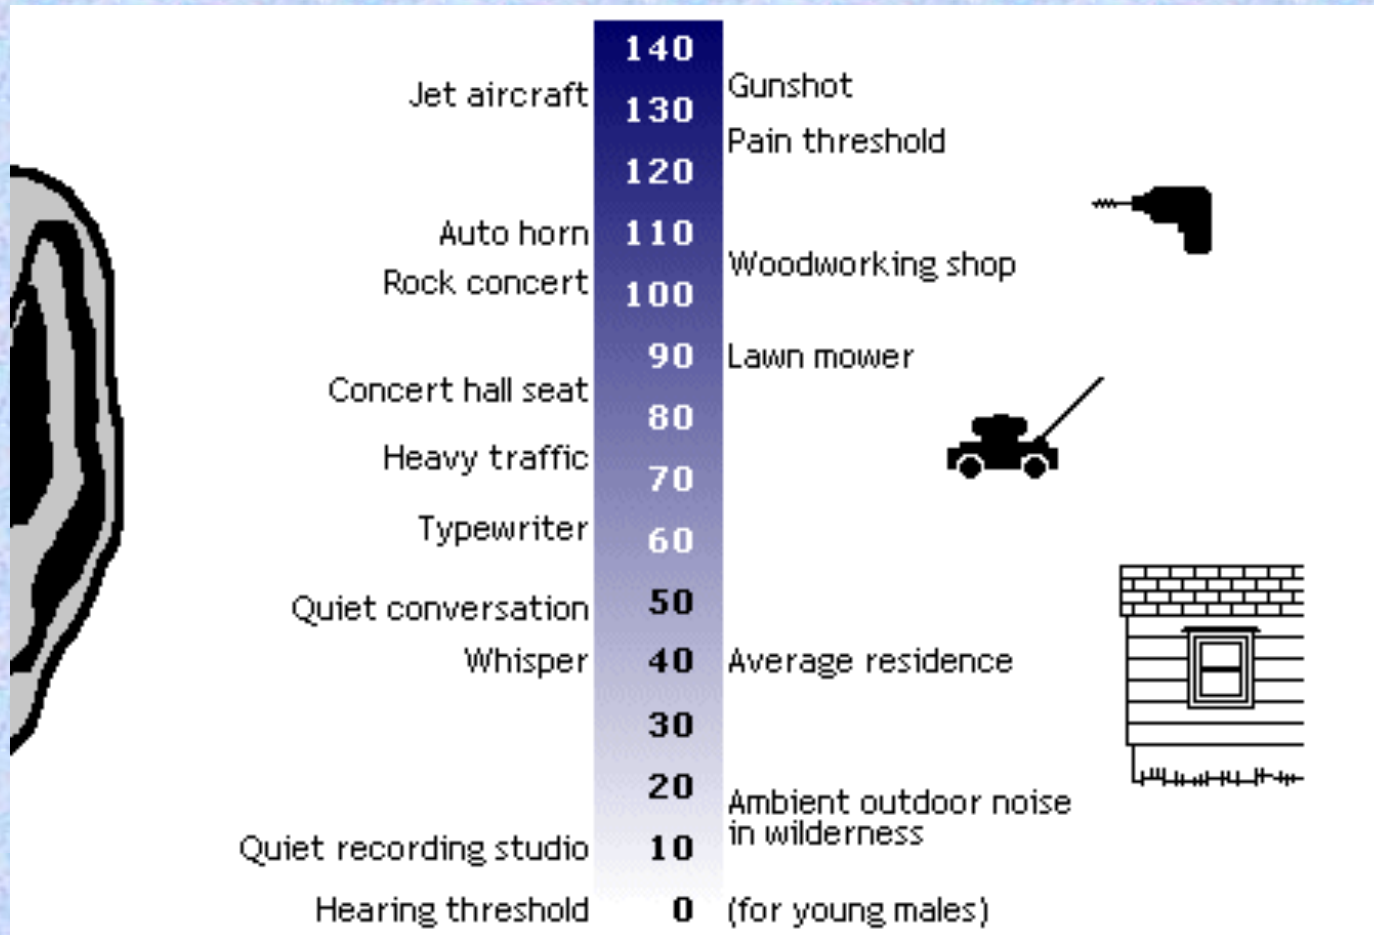 140
Jet aircraft
Gunshot
130
Pain threshold
120
Auto horn
110
Woodworking shop
Rock concert
100
90
Lawn mower
Concert hall seat
80
Heavy traffic
70
Typewriter
60
50
Quiet conversation
Whisper
40
Average residence
30
20
Ambient outdoor noise
in wilderness
Quiet recording studio
10
Hearing threshold
0
(for young males)